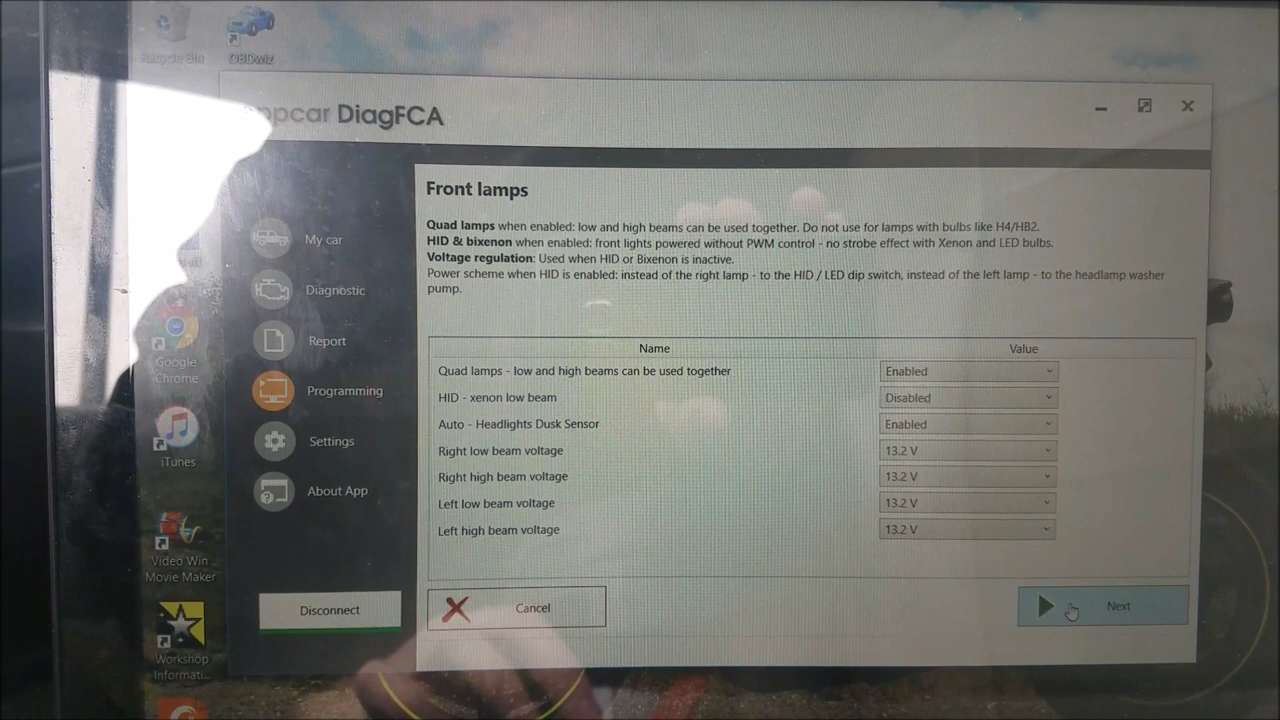 Recycle Bin
OBDwiz
ppcar DiagFCA
My car
Diagnostic
Report
Programming
Settings
About App
Disconnect
Google
Chrome
iTunes
Video Win
Movie Maker
Workshop
Informati...
Front lamps
Quad lamps when enabled: low and high beams can be used together. Do not use for lamps with bulbs like H4/HB2.
HID & bixenon when enabled: front lights powered without PWM control - no strobe effect with Xenon and LED bulbs.
Voltage regulation: Used when HID or Bixenon is inactive.
Power scheme when HID is enabled: instead of the right lamp - to the HID / LED dip switch, instead of the left lamp - to the headlamp washer
pump.
Name Value
Quad lamps - low and high beams can be used together Enabled
HID - xenon low beam Disabled
Auto - Headlights Dusk Sensor Enabled
Right low beam voltage 13.2 V
Right high beam voltage 13.2 V
Left low beam voltage 13.2 V
Left high beam voltage 13.2 V
Cancel
Next